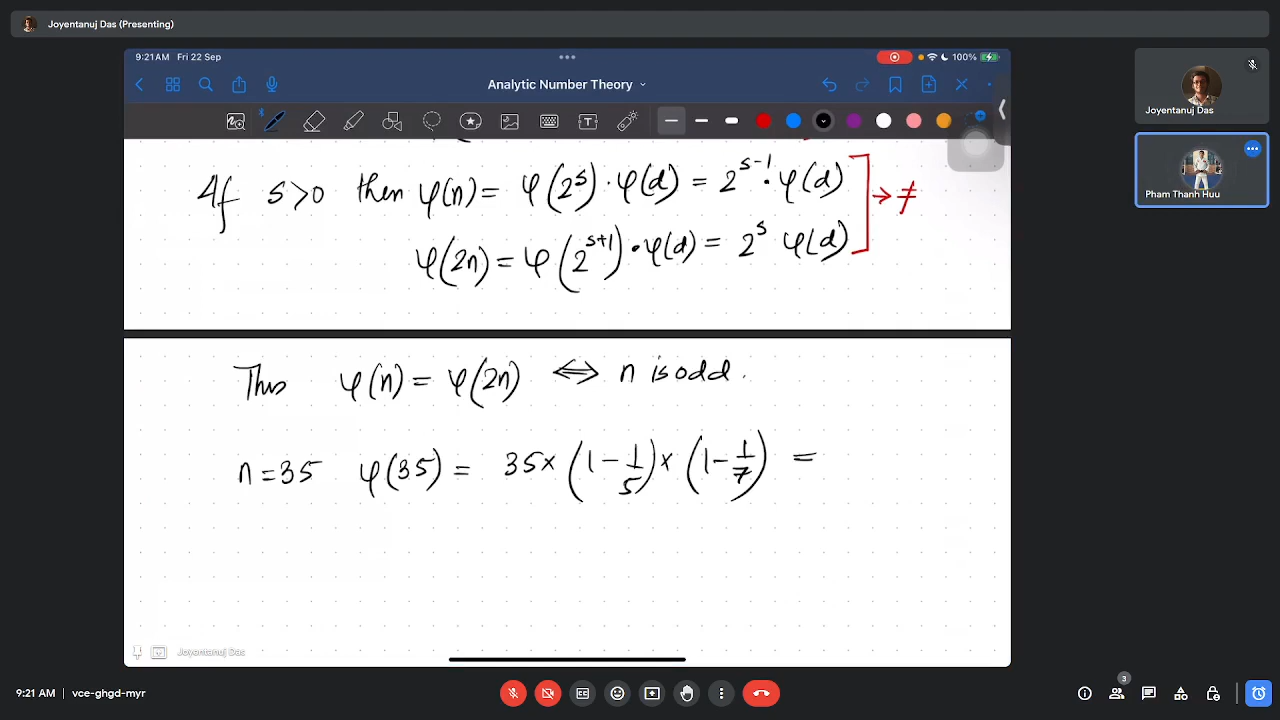 Joyentanuj Das (Presenting)
9:21 AM Fri 22 Sep
100%
Analytic Number Theory
If s>0 then φ(n) = φ(2^s)·φ(d) = 2^{s-1}·φ(d)
→ ≠
φ(2n) = φ(2^{s+1})·φ(d) = 2^s φ(d)
Thus φ(n) = φ(2n) ⟺ n is odd.
n=35 φ(35) = 35×(1-1/5)×(1-1/7) =
Joyentanuj Das
Joyentanuj Das
Pham Thanh Huu
9:21 AM | vce-ghgd-myr
3